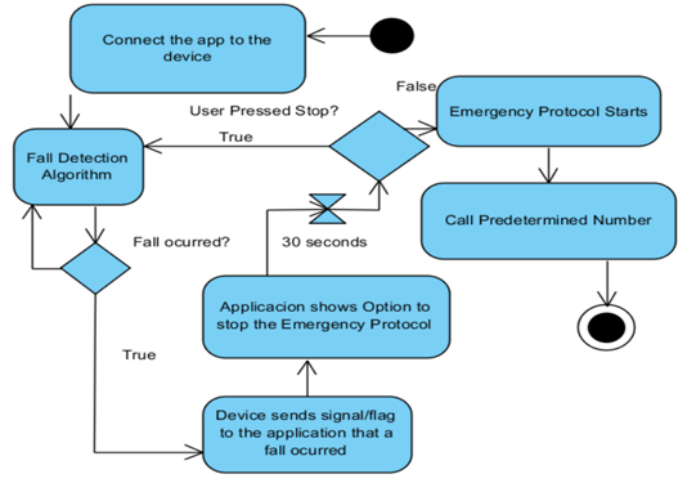 Connect the app to the
device
False
User Pressed Stop?
Emergency Protocol Starts
True
Fall Detection
Algorithm
Call Predetermined Number
Fall ocurred?
30 seconds
Applicacion shows Option to
stop the Emergency Protocol
True
Device sends signal/flag
to the application that a
fall ocurred